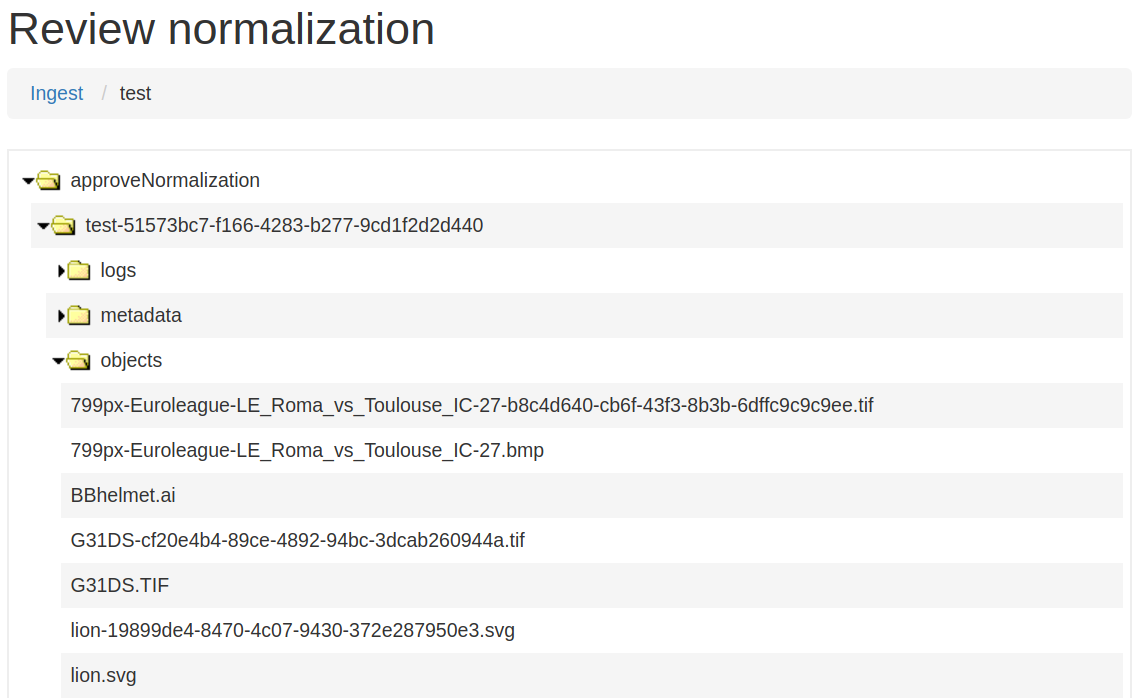 Review normalization
Ingest / test
approveNormalization
test-51573bc7-f166-4283-b277-9cd1f2d2d440
logs
metadata
objects
799px-Euroleague-LE_Roma_vs_Toulouse_IC-27-b8c4d640-cb6f-43f3-8b3b-6dffc9c9c9ee.tif
799px-Euroleague-LE_Roma_vs_Toulouse_IC-27.bmp
BBhelmet.ai
G31DS-cf20e4b4-89ce-4892-94bc-3dcab260944a.tif
G31DS.TIF
lion-19899de4-8470-4c07-9430-372e287950e3.svg
lion.svg